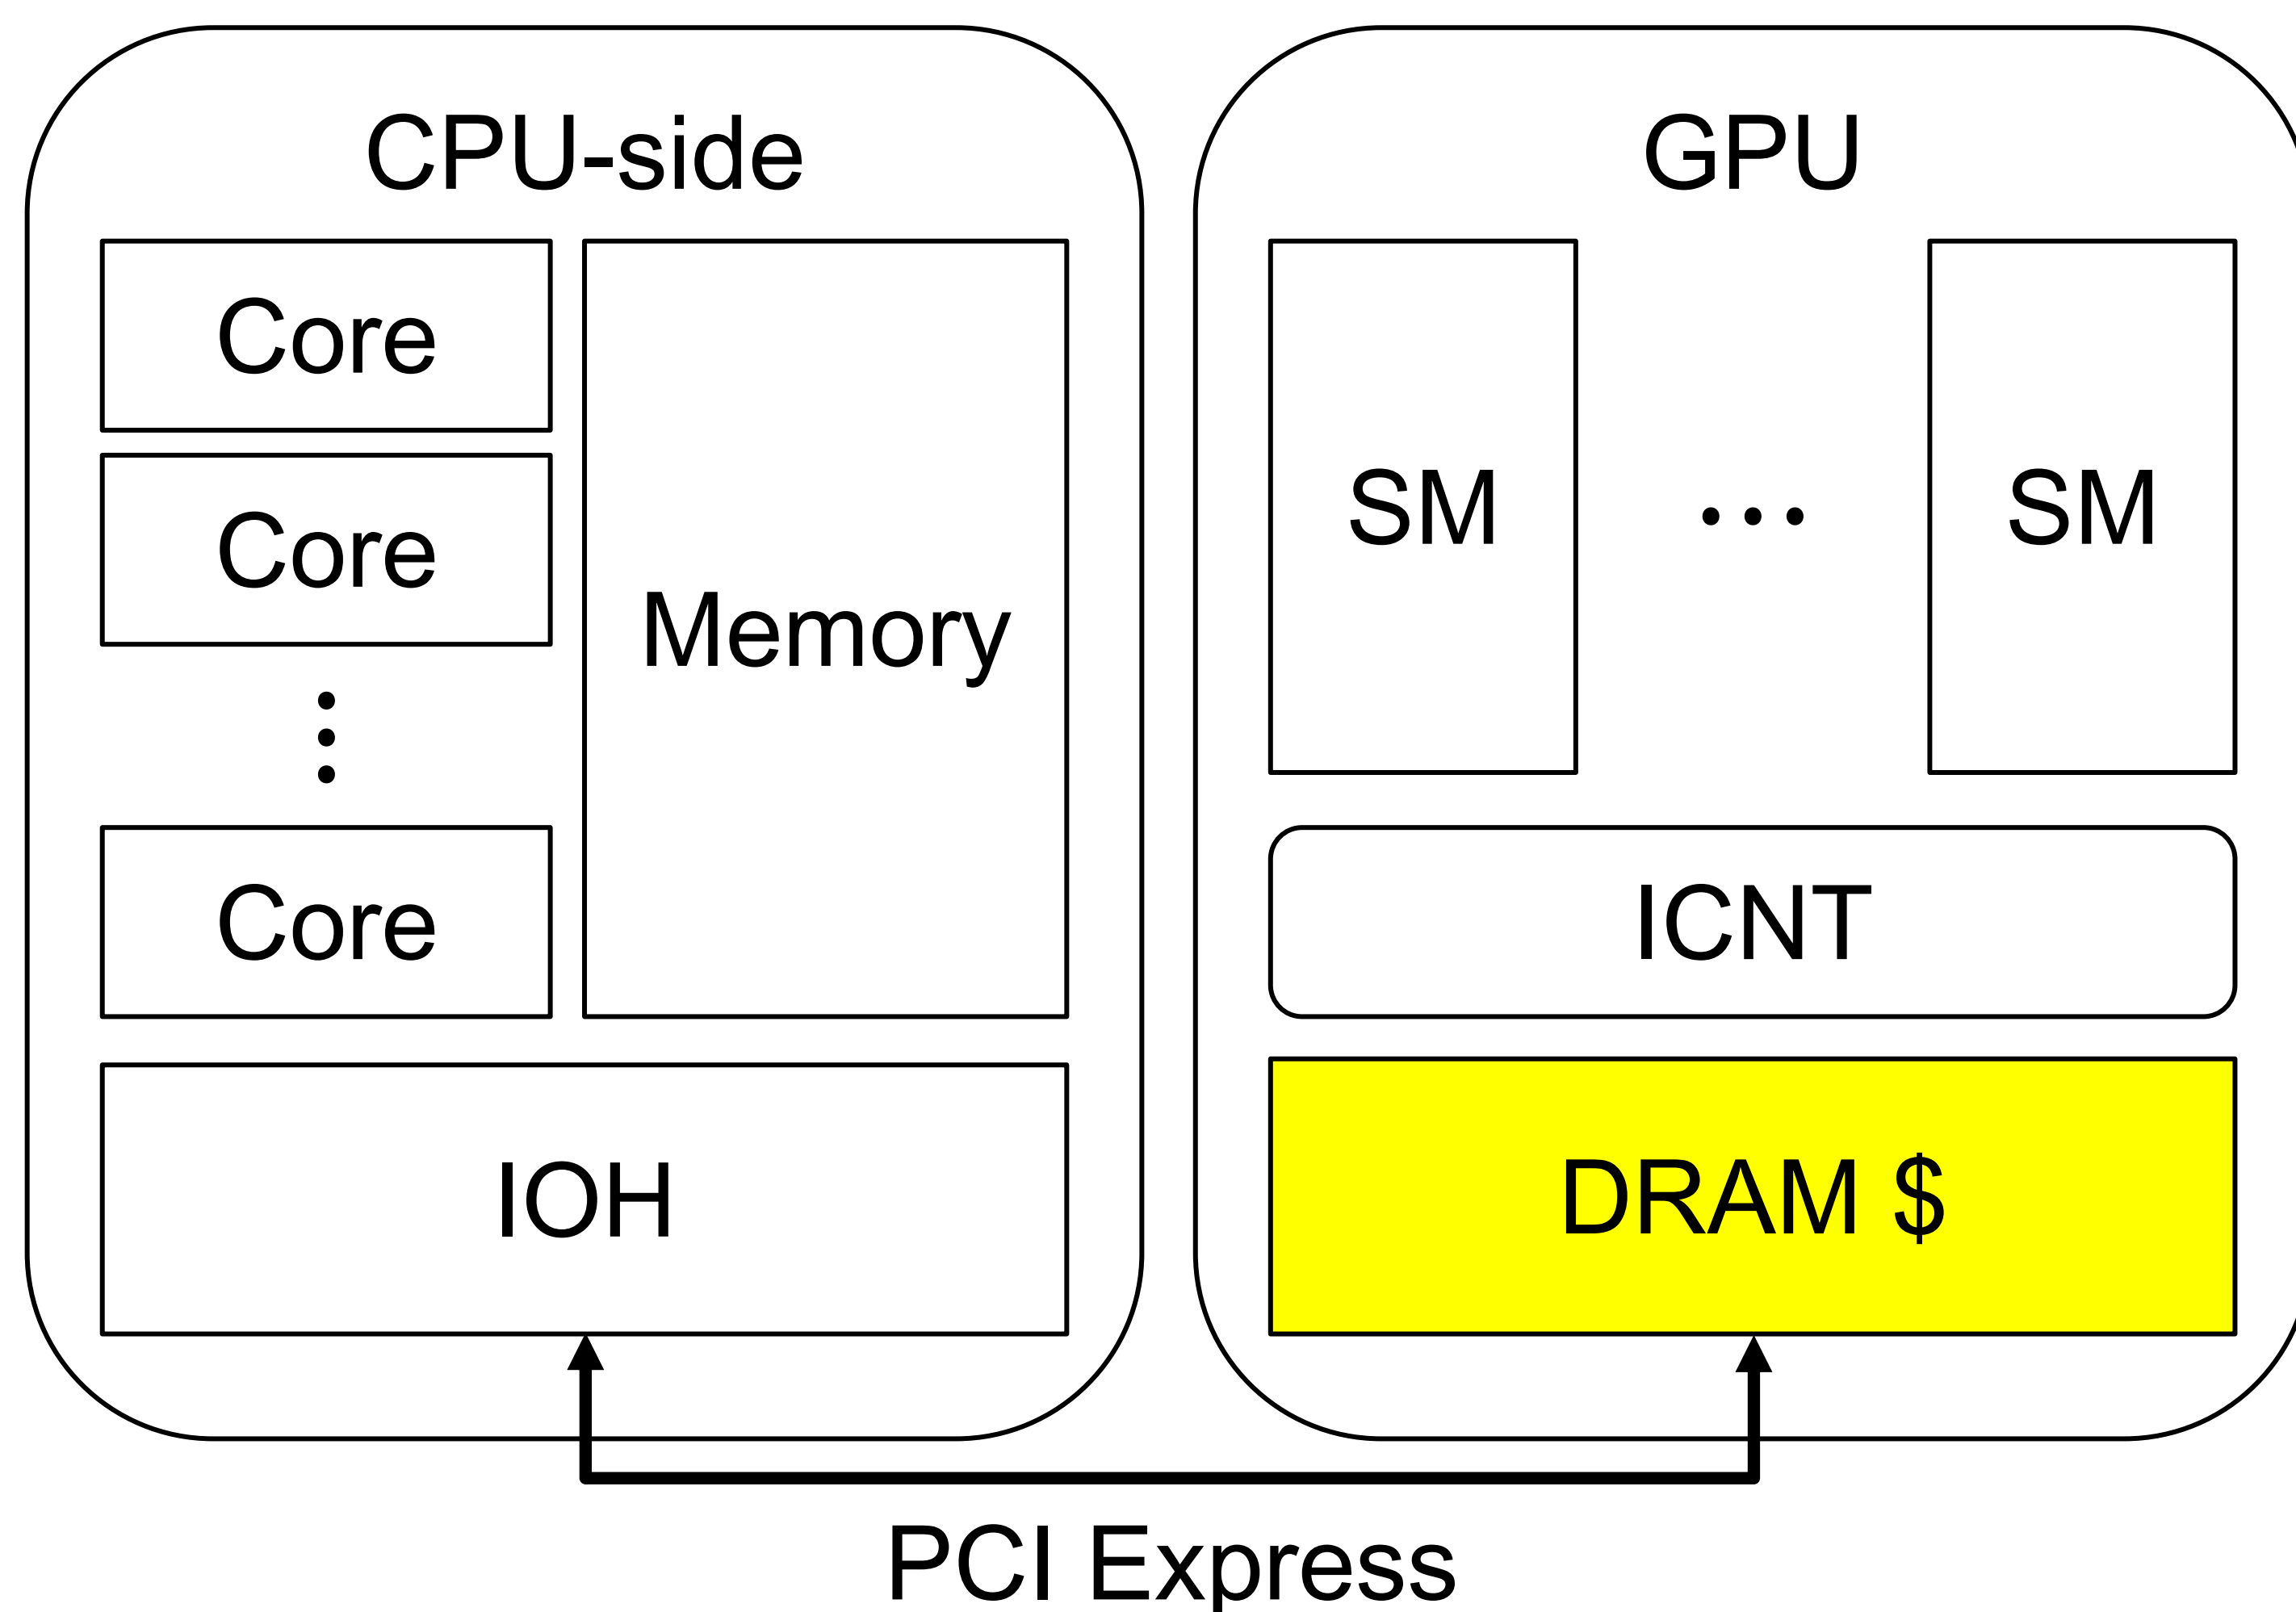 CPU-side
Core
Core
Core
Memory
IOH
GPU
SM
SM
ICNT
DRAM $
PCI Express